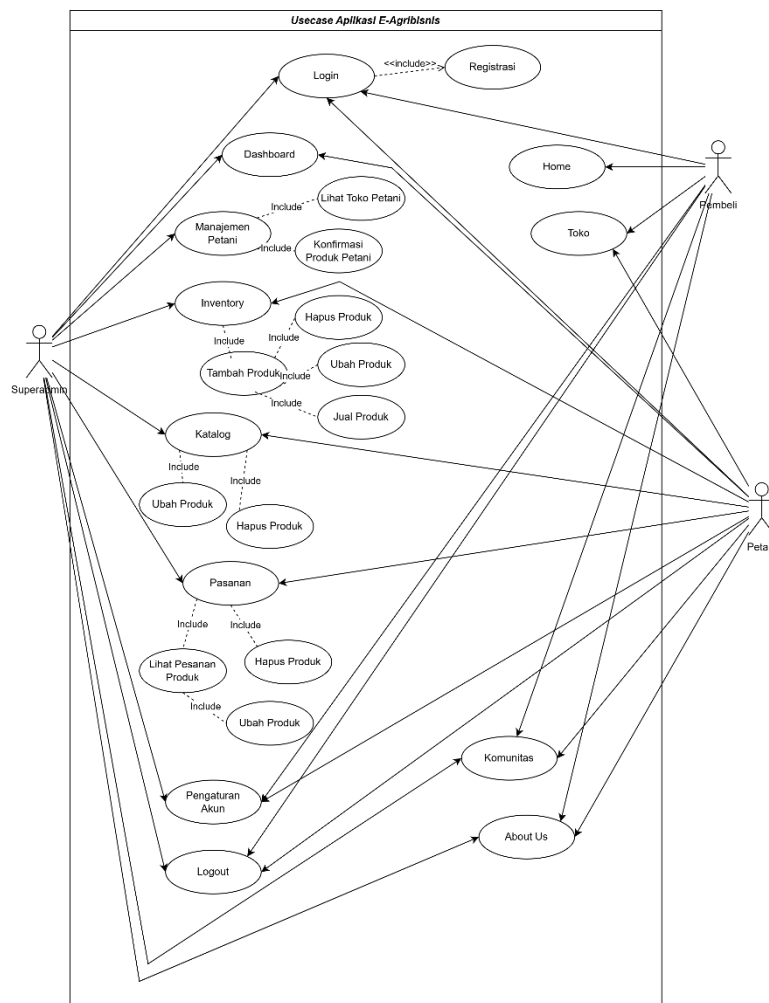 Usecase Aplikasi E-Agribisnis
Login
<<include>>
Registrasi
Dashboard
Home
Pembeli
Manajemen
Petani
Include
Lihat Toko Petani
Include
Konfirmasi
Produk Petani
Toko
Inventory
Include
Hapus Produk
Include
Tambah Produk
Include
Ubah Produk
Include
Jual Produk
Superadmin
Katalog
Include
Include
Ubah Produk
Hapus Produk
Peta
Pasanan
Include
Include
Lihat Pesanan
Produk
Hapus Produk
Include
Ubah Produk
Komunitas
Pengaturan
Akun
About Us
Logout